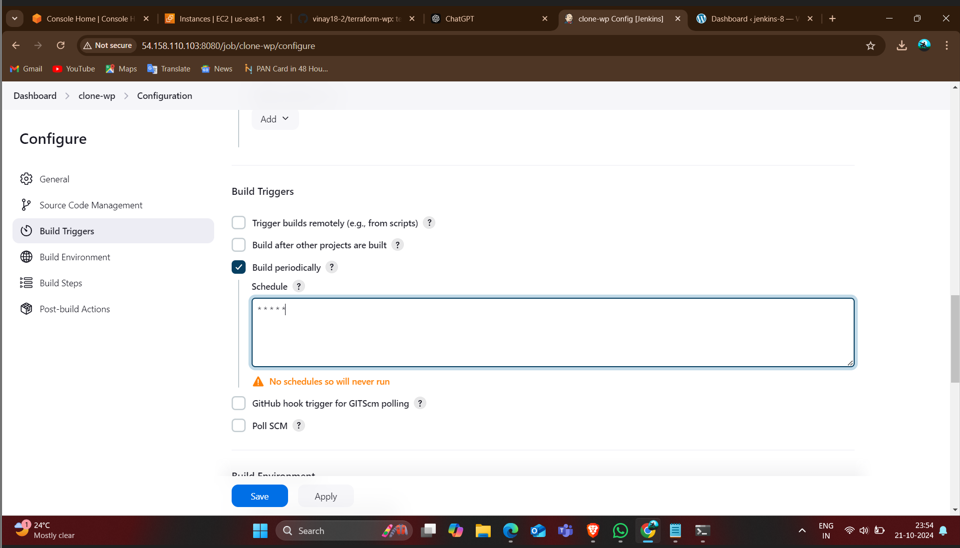 Console Home | Console H
Instances | EC2 | us-east-1
vinay18-2/terraform-wp: t
ChatGPT
clone-wp Config [Jenkins]
Dashboard ‹ jenkins-8 —
Not secure
54.158.110.103:8080/job/clone-wp/configure
Gmail
YouTube
Maps
Translate
News
PAN Card in 48 Hou...
Dashboard
clone-wp
Configuration
Add
Configure
General
Source Code Management
Build Triggers
Build Environment
Build Steps
Post-build Actions
Build Triggers
Trigger builds remotely (e.g., from scripts) ?
Build after other projects are built ?
Build periodically ?
Schedule ?
* * * * *
No schedules so will never run
GitHub hook trigger for GITScm polling ?
Poll SCM ?
Build Environment
Save
Apply
1
24°C
Mostly clear
Search
ENG
IN
23:54
21-10-2024